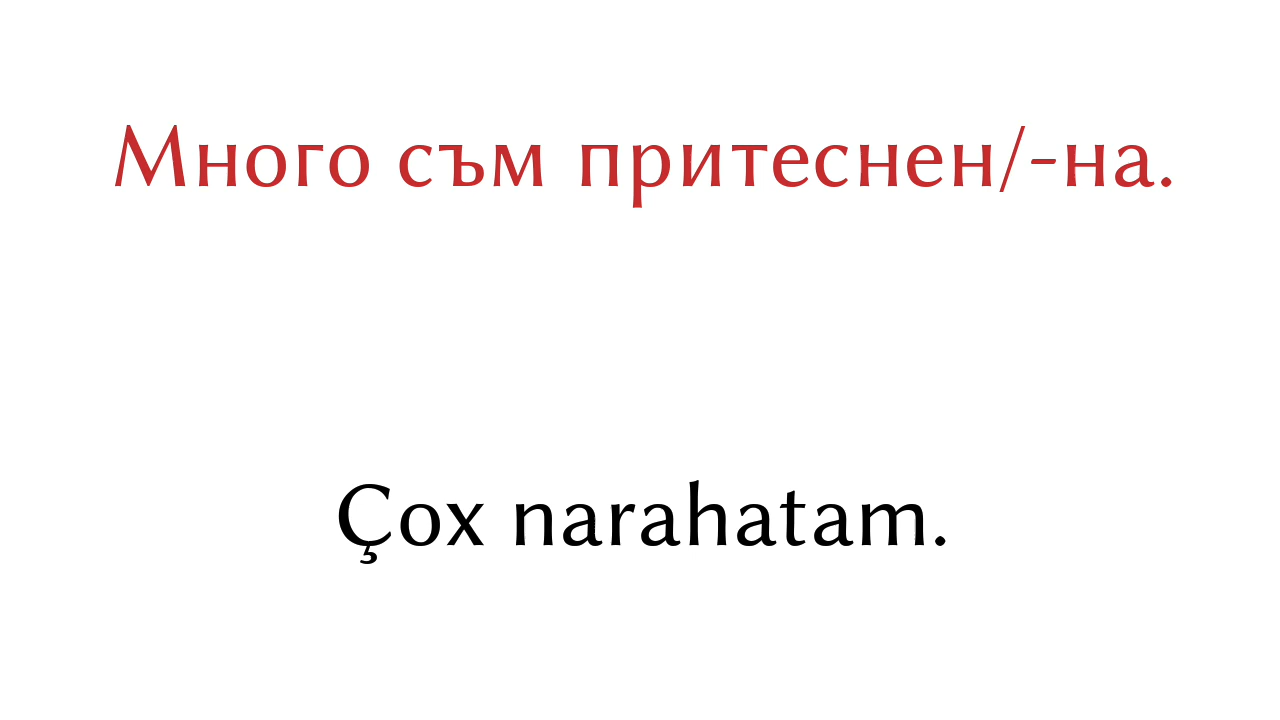 Много съм притеснен/-на.
Çox narahatam.